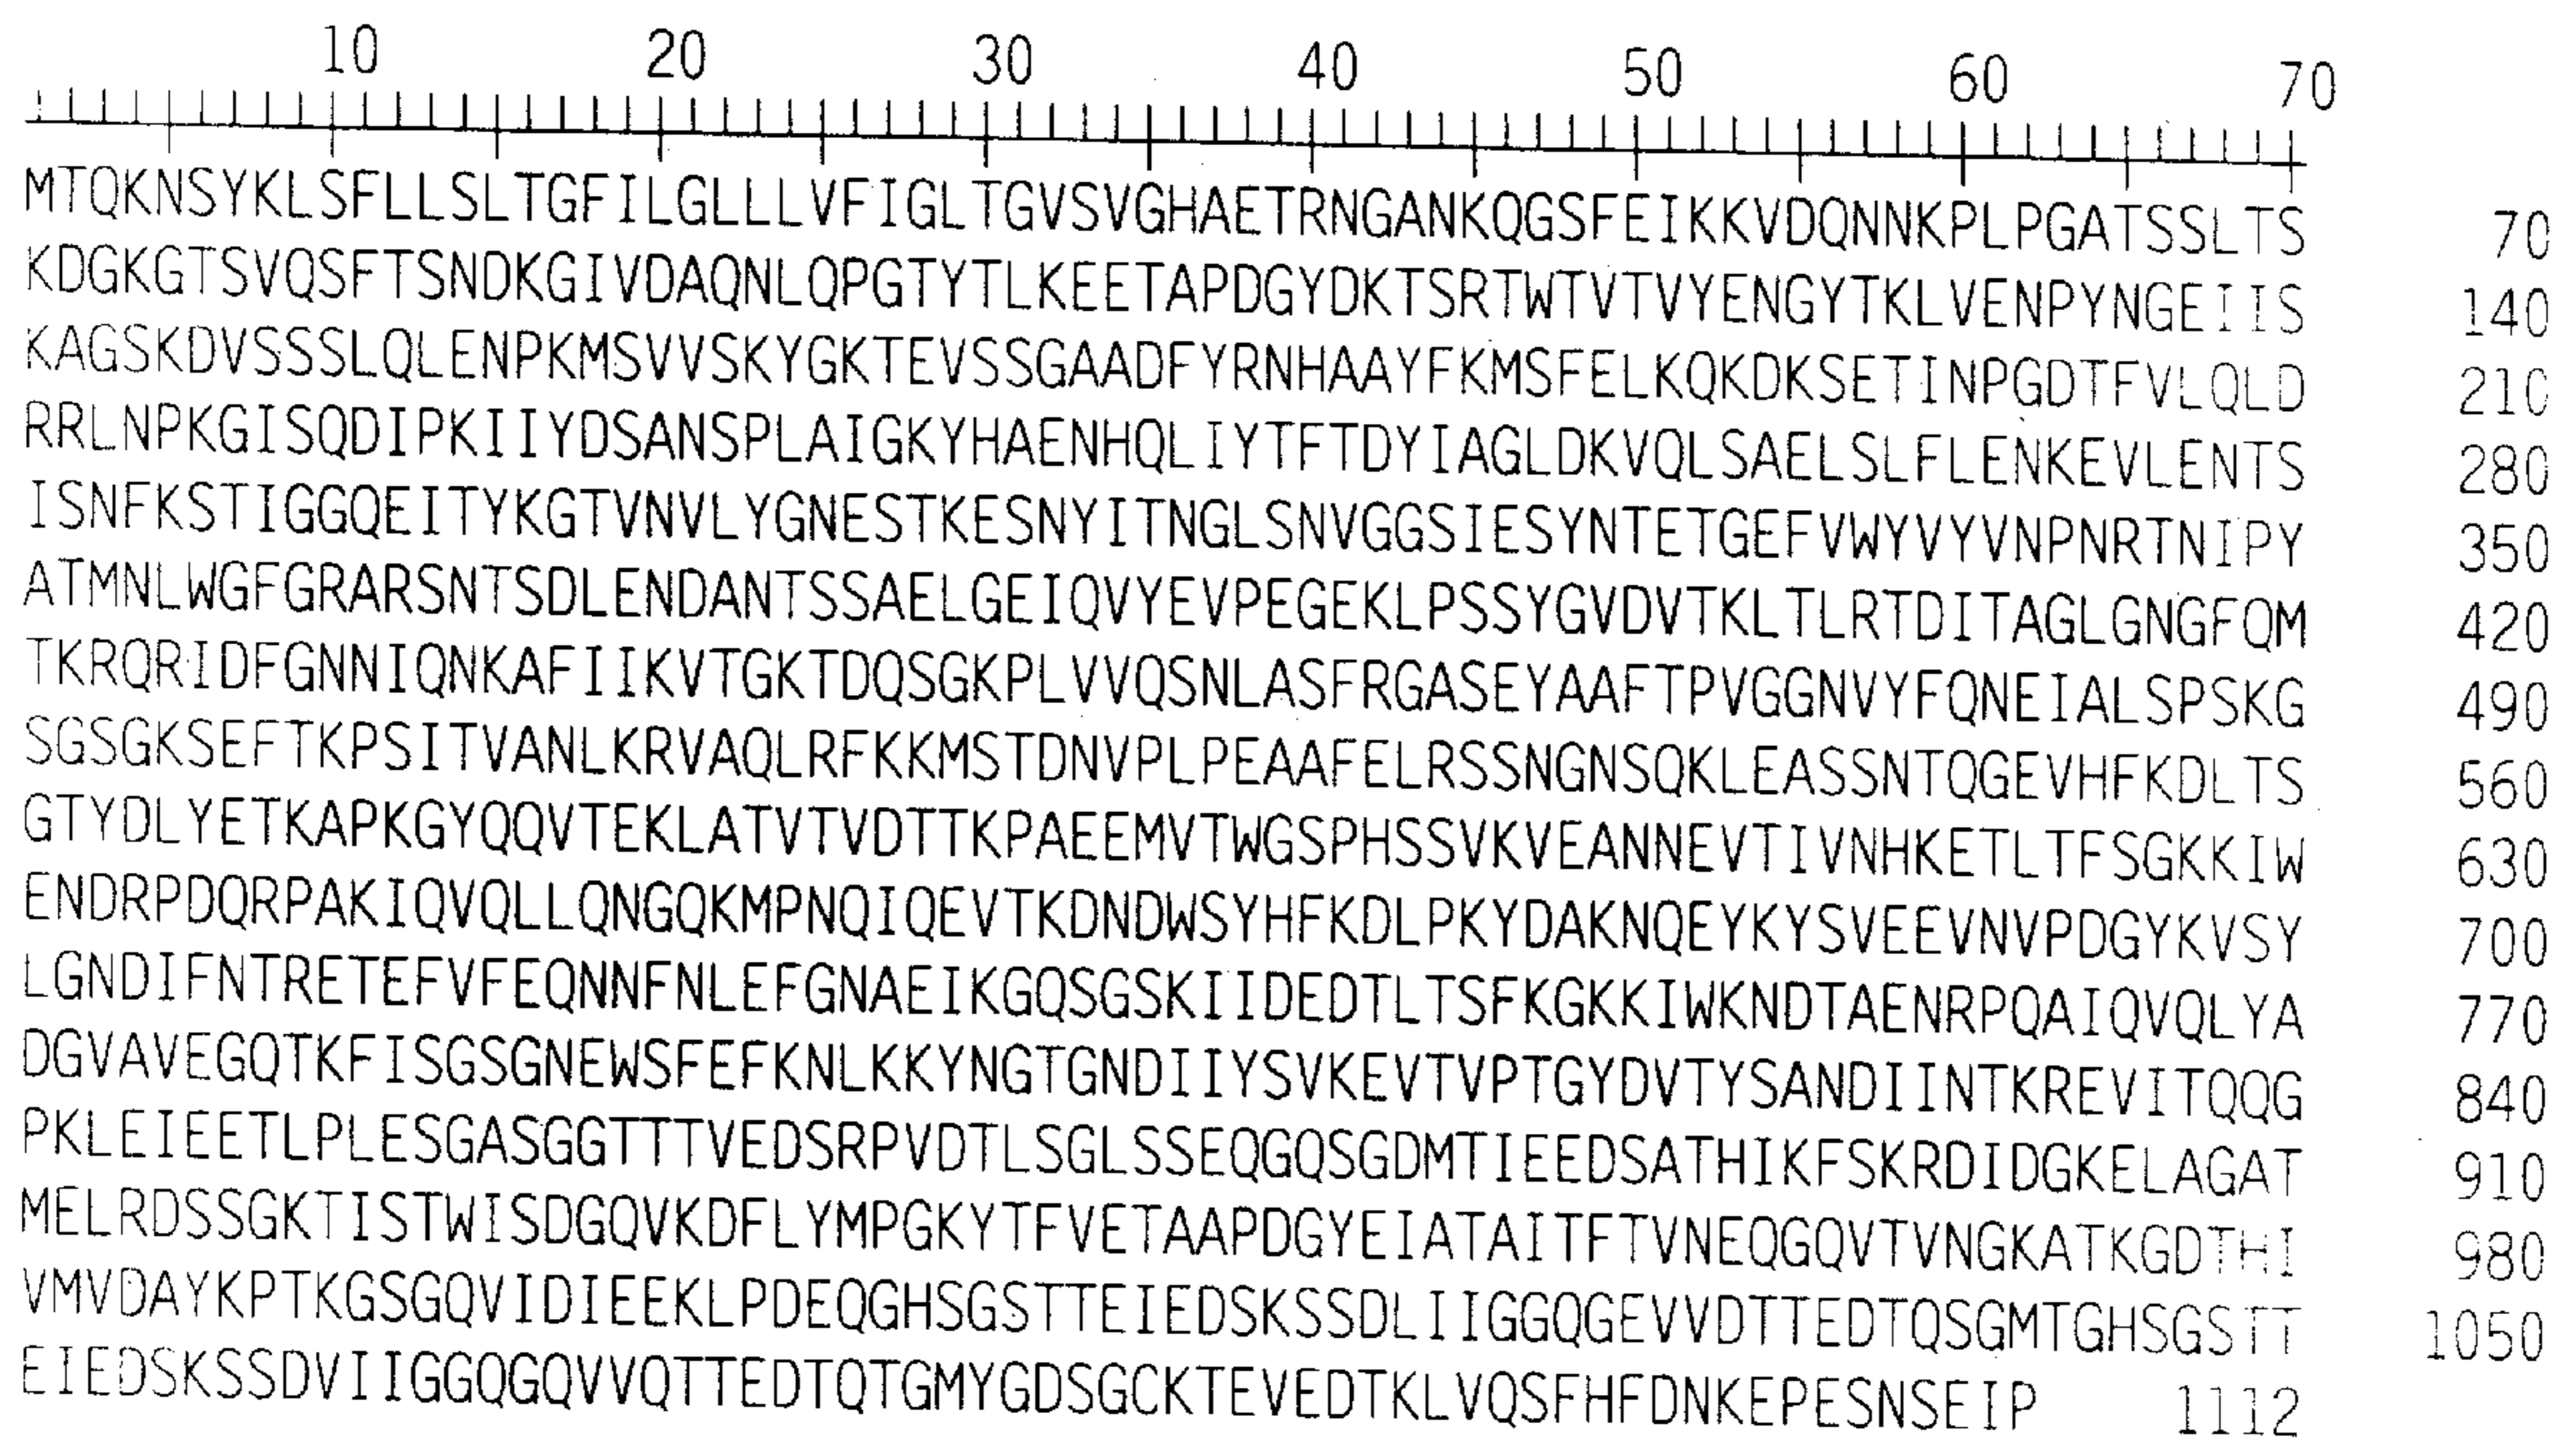 10 20 30 40 50 60 70
MTQKNSYKLSFLLSLTGFILGLLLLVFIGLTGVSVGHAETRNGANKQGSFEIKKVDQNNKPLPGATSSLTS 70
KDGKGTSVQSFTSNDKGIVDAQNLQPGTYTLKEETAPDGYDKTSRTWTVTVYENGYTKLVENPYNGEIIS 140
KAGSKDVSSSLQLENPKMSVVSKYGKTEVSSGAADFYRNHAAYFKMSFELKQKDKSETINPGDTFVLQLD 210
RRLNPKGISQDIPKIIYDSANSPLAIGKYHAENHQLIYTFTDYIAGLDKVQLSAELSLFLENKEVLENTS 280
ISNFKSTIGGQEITYKGTVNVLYGNESTKESNYITNGLSNVGGSIESYNTETGEFVWYVYVNPNRTNIPY 350
ATMNLWGFGRARSNTSDLENDANTSSAELGEIQVYEVPEGEKLPSSYGVDVTKLTLRTDITAGLGNGFQM 420
TKRQRIDFGNNIQNKAFIIKVTGKTDQSGKPLVVQSNLASFRGASEYAAFTPVGGNVYFQNEIALSPSKG 490
SGSGKSEFTKPSITVANLKRVAQLRFKKMSTDNVPLPEAAFELRSSNGNSQKLEASSNTQGEVHFKDLTS 560
GTYDLYETKAPKGYQQVTEKLATVTVDTTKPAEEMVTWGSPHSSVKVEANNEVTIVNHKETLTFSGKKIW 630
ENDRPDQRPAKIQVQLLQNGQKMPNQIQEVTKDNDWSYHFKDLPKYDAKNQEYKYSVEEVNVPDGYKVSY 700
LGNDIFNTRETEFVFEQNNFNLEFGNAEIKGQSGSKIIDEDTLTSFKGKKIWKNDTAENRPQAIQVQLYA 770
DGVAVEGQTKFISGSGNEWSFEFKNLKKYNGTGNDIIYSVKEVTVPTGYDVTYSANDIINTKREVITQQG 840
PKLEIEETLPLESGASGGTTTVEDSRPVDTLSGLSSEQGQSGDMTIEEDSATHIKFSKRDIDGKELAGAT 910
MELRDSSGKTISTWISDGQVKDFLYMPGKYTFVETAAPDGYEIATAITFTVNEQGQVTVNGKATKGDTHI 980
VMVDAYKPTKGSGQVIDIEEKLPDEQGHSGSTTEIEDSKSSDLIIGGQGEVVDTTEDTQSGMTGHSGSTT 1050
EIEDSKSSDVIIGGQGQVVQTTEDTQTGMYGDSGCKTEVEDTKLVQSFHFDNKEPESNSEIP 1112